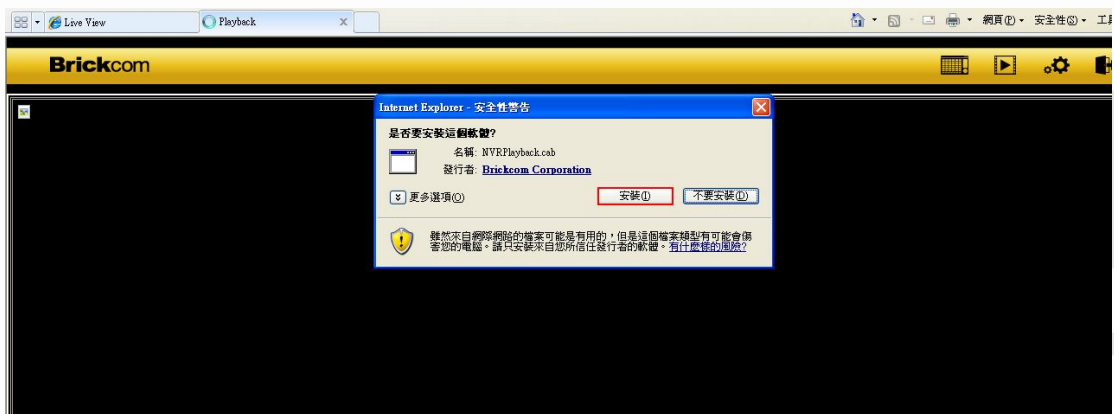 Live View
Playback
網頁(P)
安全性(S)
Brickcom
Internet Explorer - 安全性警告
是否要安裝這個軟體?
名稱: NVRPlayback.cab
發行者: Brickcom Corporation
更多選項(O)
安裝(I)
不要安裝(D)
雖然來自網際網路的檔案可能是有用的，但是這個檔案類型有可能會傷
害您的電腦。請只安裝來自您所信任發行者的軟體。有什麼樣的風險?